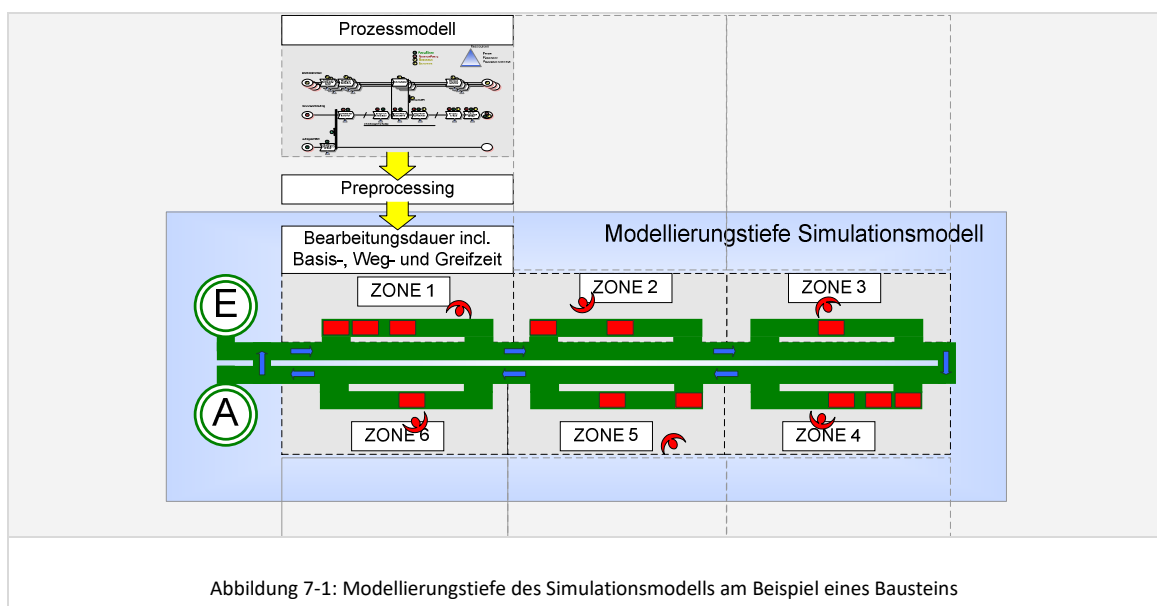 Prozessmodell
Preprocessing
Bearbeitungsdauer incl.
Basis-, Weg- und Greifzeit
Modellierungstiefe Simulationsmodell
ZONE 1
ZONE 2
ZONE 3
E
A
ZONE 6
ZONE 5
ZONE 4
Abbildung 7-1: Modellierungstiefe des Simulationsmodells am Beispiel eines Bausteins